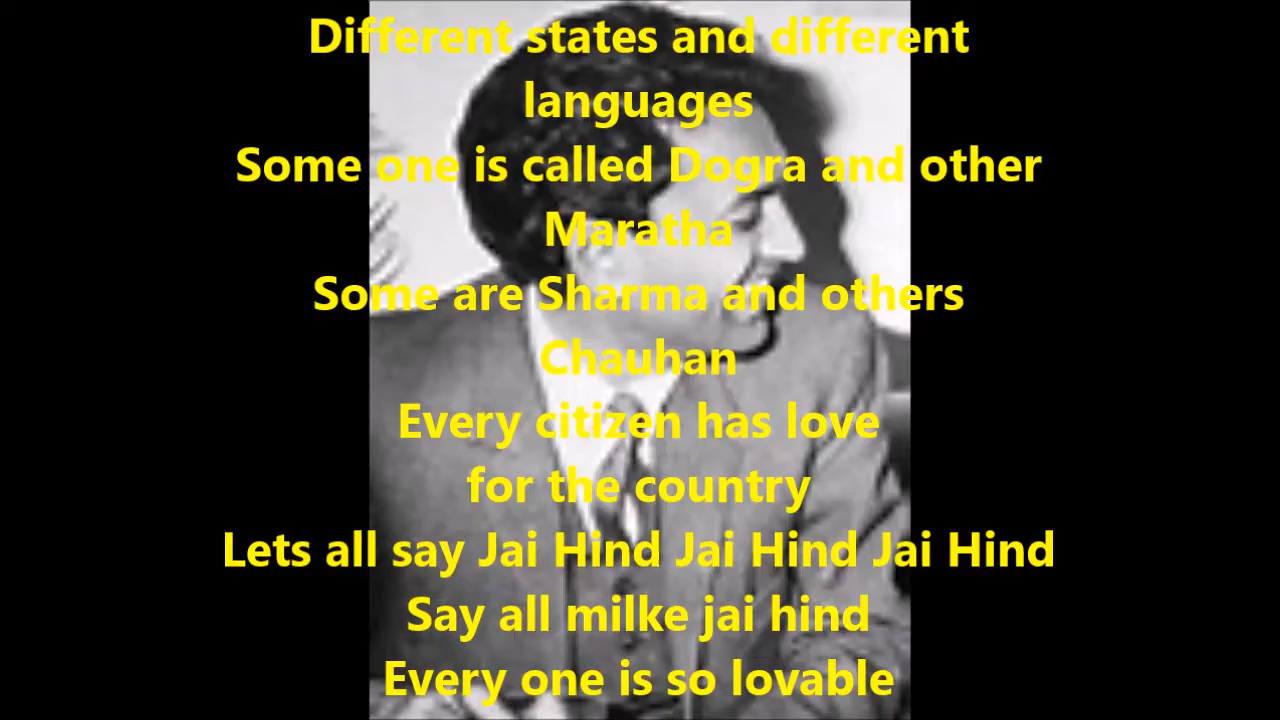 Different states and different
languages
Some one is called Dogra and other
Maratha
Some are Sharma and others
Chauhan
Every citizen has love
for the country
Lets all say Jai Hind Jai Hind Jai Hind
Say all milke jai hind
Every one is so lovable